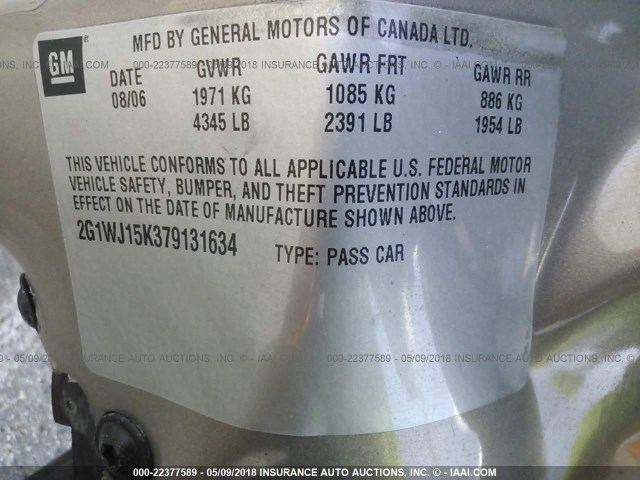 GM
MFD BY GENERAL MOTORS OF CANADA LTD.
DATE GVWR GAWR FRT GAWR RR
08/06 1971 KG 1085 KG 886 KG
4345 LB 2391 LB 1954 LB
THIS VEHICLE CONFORMS TO ALL APPLICABLE U.S. FEDERAL MOTOR
VEHICLE SAFETY, BUMPER, AND THEFT PREVENTION STANDARDS IN
EFFECT ON THE DATE OF MANUFACTURE SHOWN ABOVE.
2G1WJ15K379131634 TYPE: PASS CAR
000-22377589 - 05/09/2018 INSURANCE AUTO AUCTIONS, INC. - © IAAI.COM